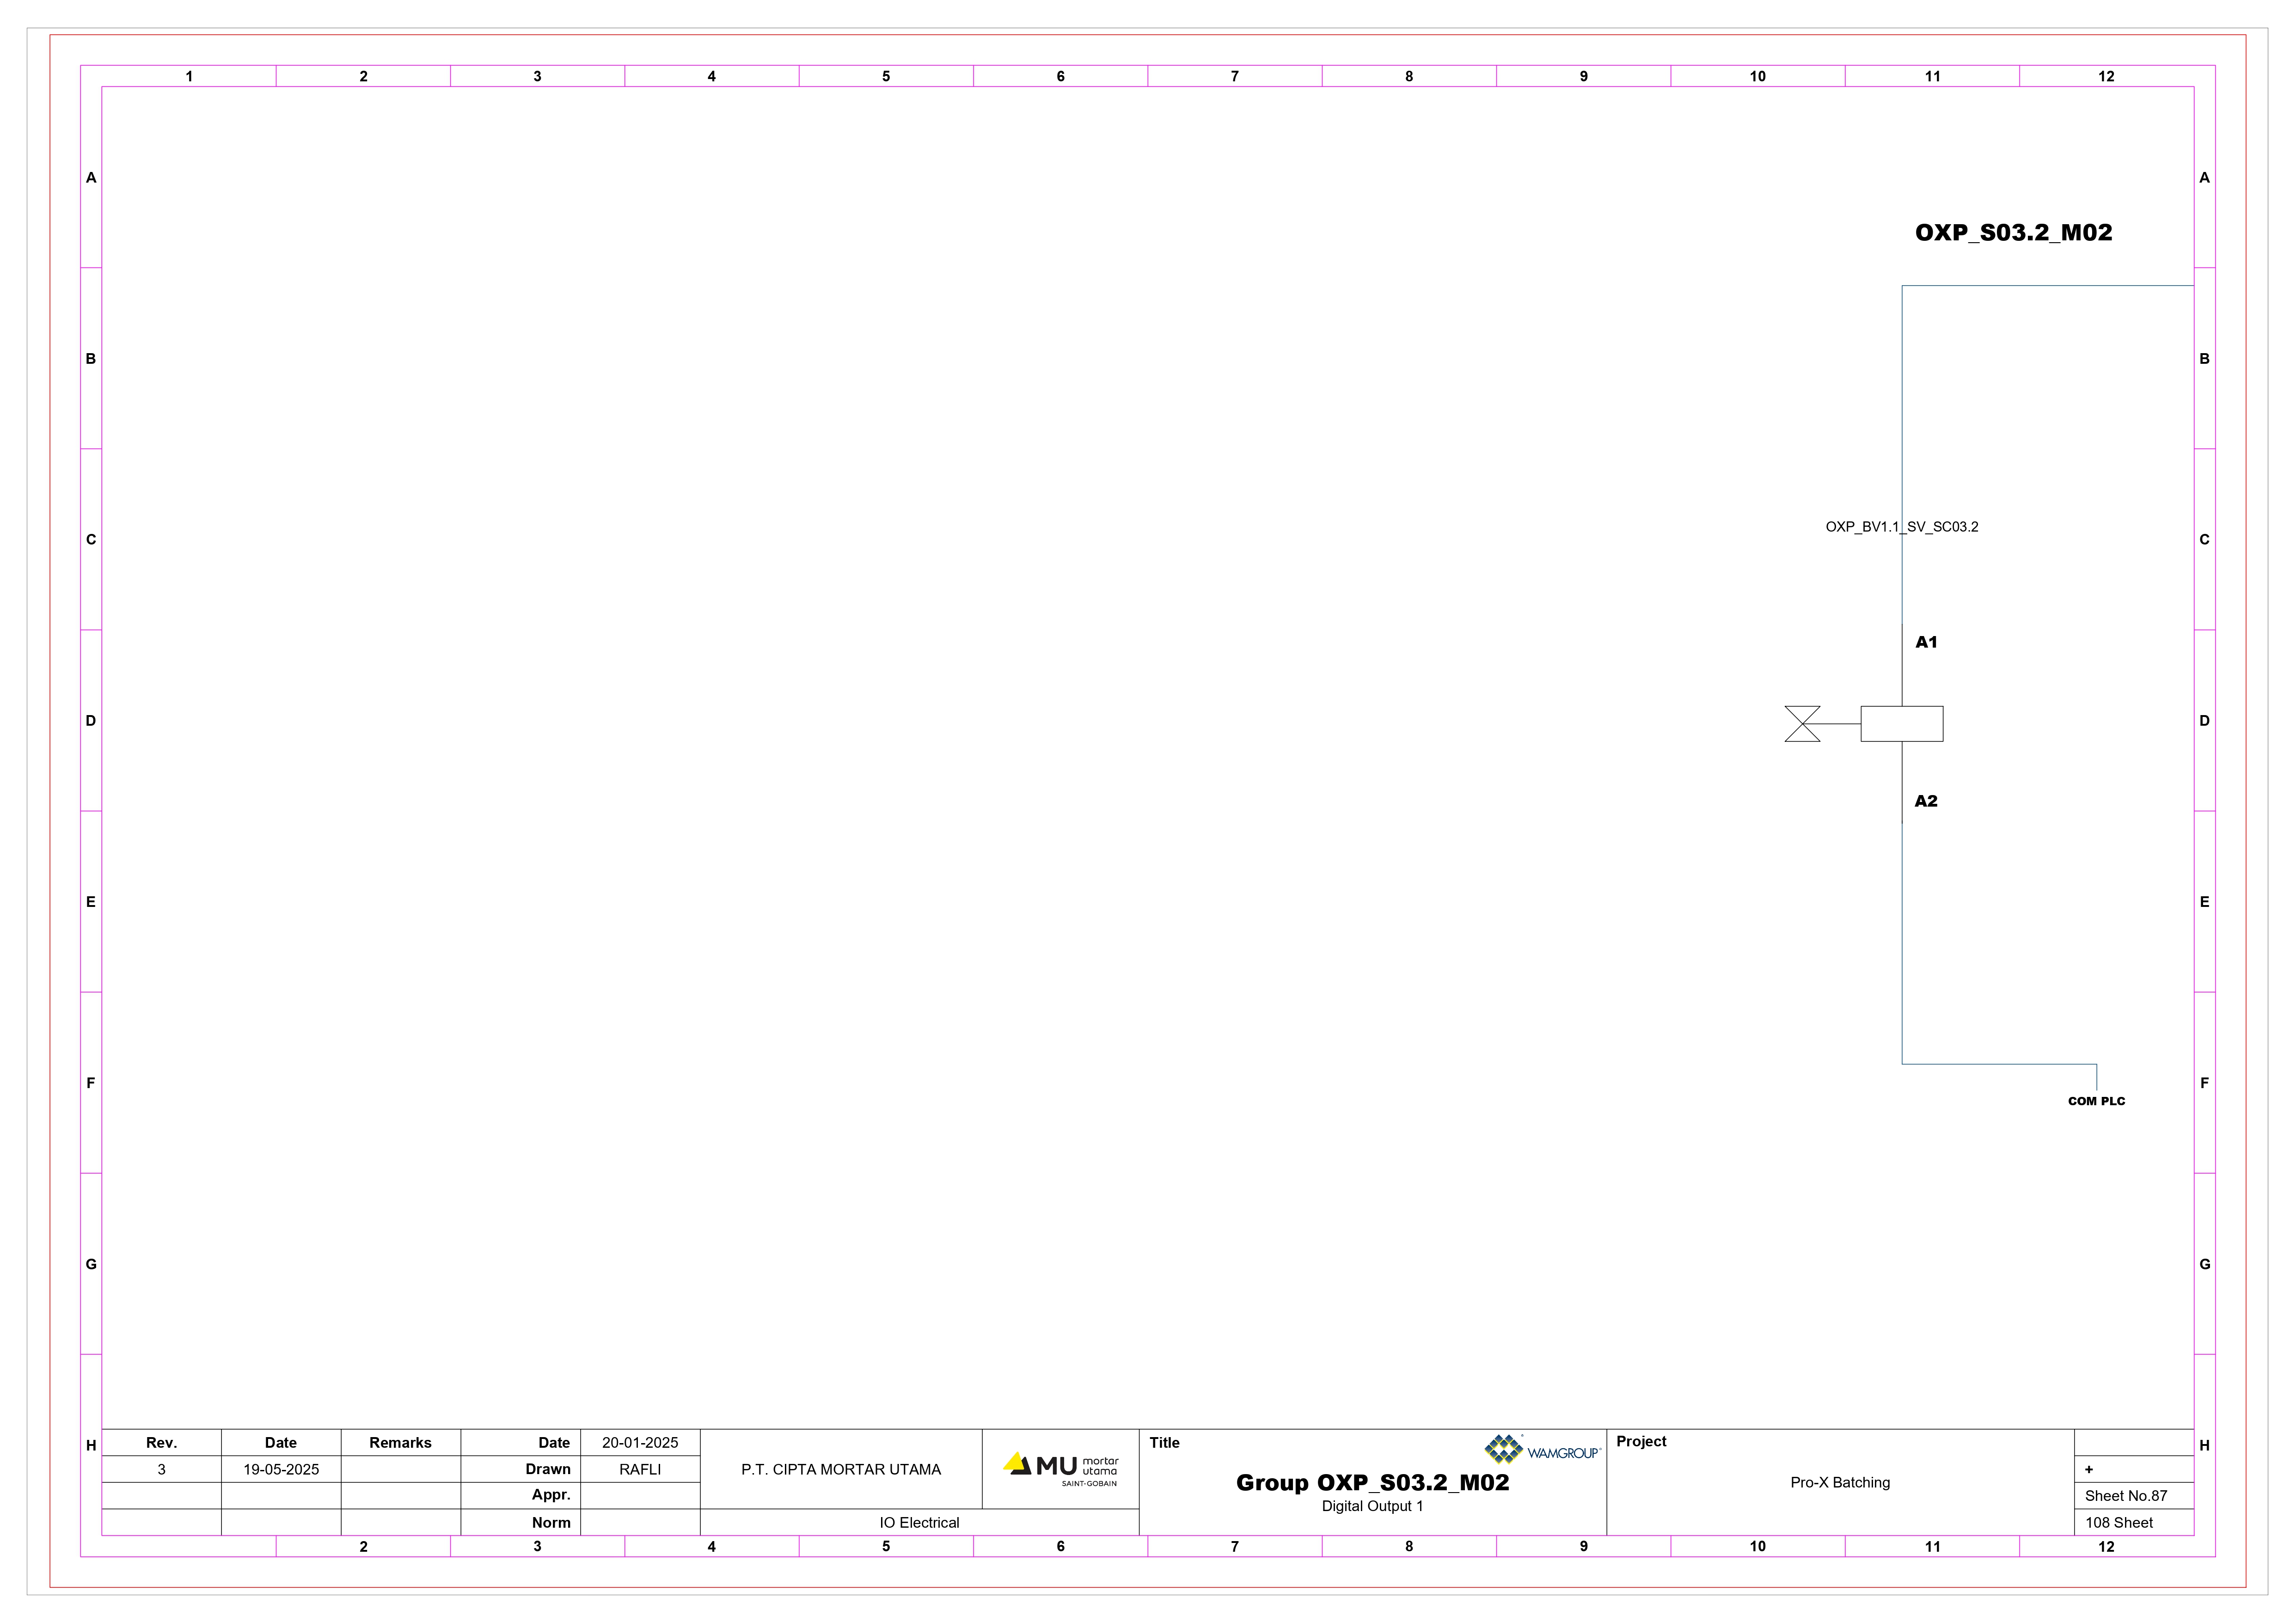 1 2 3 4 5 6 7 8 9 10 11 12
A A
OXP_S03.2_M02
B B
OXP_BV1.1_SV_SC03.2
C C
A1
D D
A2
E E
F F
COM PLC
G G
H H
Rev. Date Remarks Date 20-01-2025
3 19-05-2025 Drawn RAFLI
Appr.
Norm
P.T. CIPTA MORTAR UTAMA
MU mortar
utama
SAINT-GOBAIN
IO Electrical
Title
WAMGROUP®
Group OXP_S03.2_M02
Digital Output 1
Project
Pro-X Batching
+
Sheet No.87
108 Sheet
2 3 4 5 6 7 8 9 10 11 12